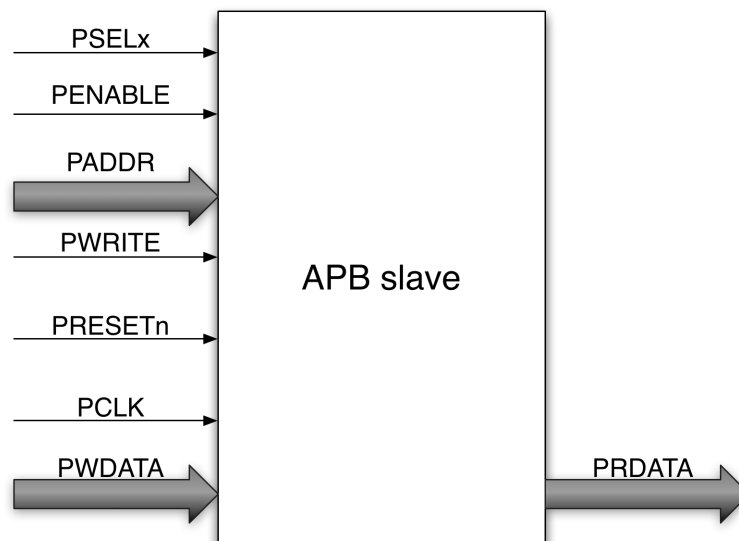 PSELx
PENABLE
PADDR
PWRITE
APB slave
PRESETn
PCLK
PWDATA
PRDATA